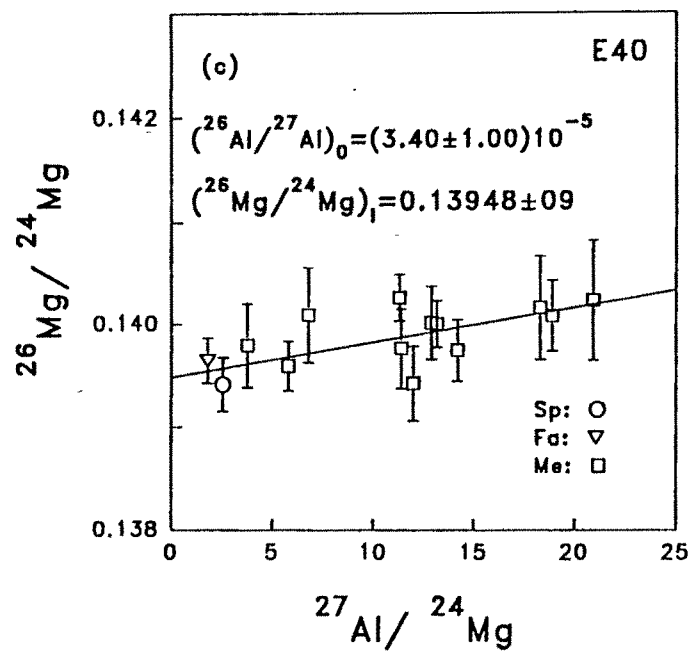 (c)
E40
0.142
(²⁶Al/²⁷Al)₀=(3.40±1.00)10⁻⁵
(²⁶Mg/²⁴Mg)ᵢ=0.13948±09
²⁶Mg/ ²⁴Mg
0.140
Sp: ○
Fa: ▽
Me: □
0.138
0 5 10 15 20 25
²⁷Al/ ²⁴Mg